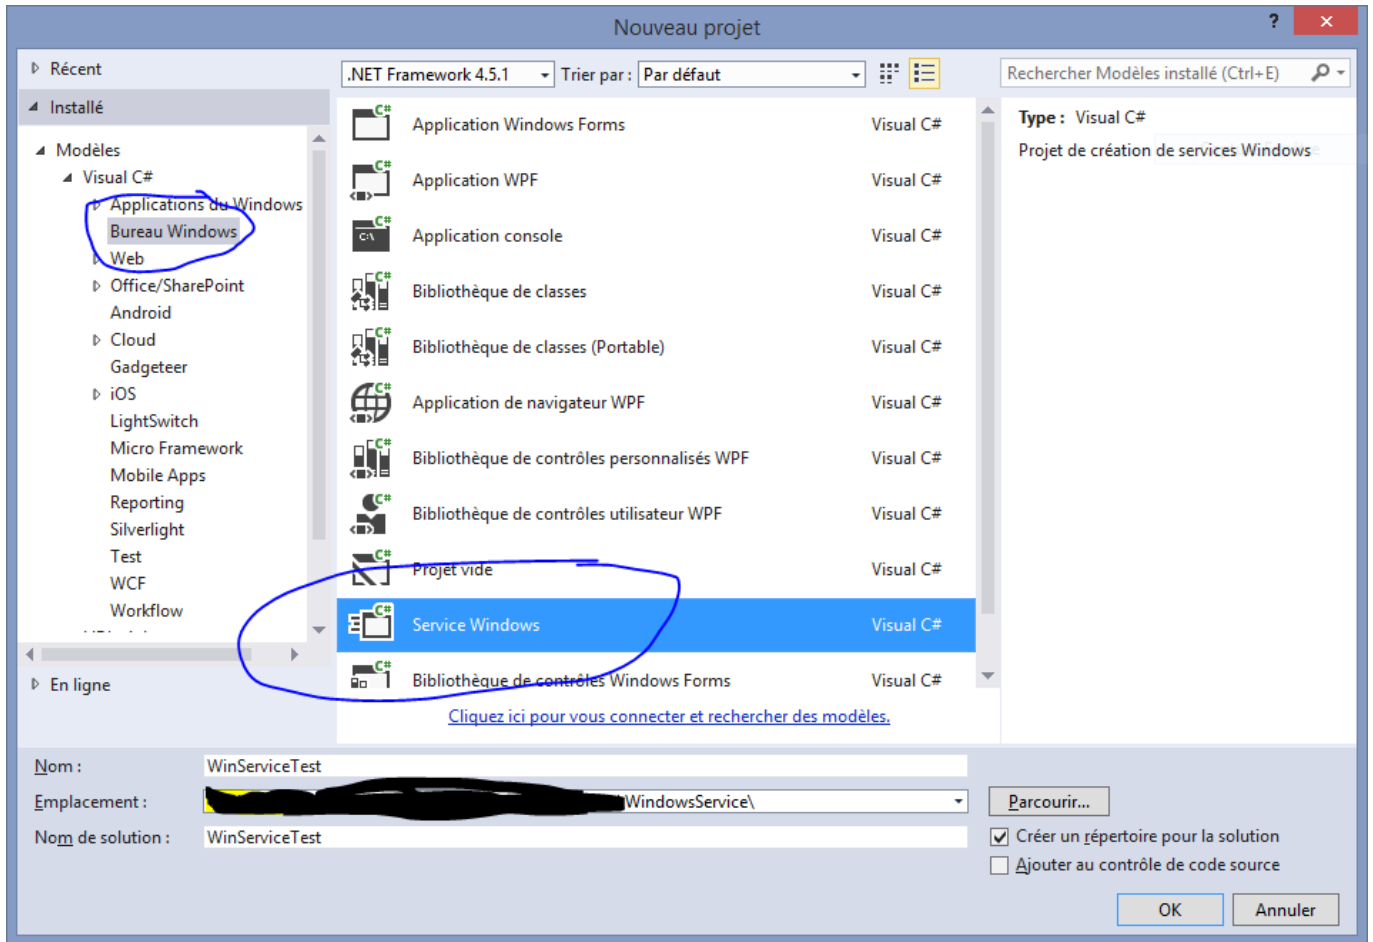 Nouveau projet
?
Récent
Installé
.NET Framework 4.5.1
Trier par :
Par défaut
Rechercher Modèles installé (Ctrl+E)
Modèles
Visual C#
Applications du Windows
Bureau Windows
Web
Office/SharePoint
Android
Cloud
Gadgeteer
iOS
LightSwitch
Micro Framework
Mobile Apps
Reporting
Silverlight
Test
WCF
Workflow
En ligne
Application Windows Forms Visual C#
Application WPF Visual C#
Application console Visual C#
Bibliothèque de classes Visual C#
Bibliothèque de classes (Portable) Visual C#
Application de navigateur WPF Visual C#
Bibliothèque de contrôles personnalisés WPF Visual C#
Bibliothèque de contrôles utilisateur WPF Visual C#
Projet vide Visual C#
Service Windows Visual C#
Bibliothèque de contrôles Windows Forms Visual C#
Cliquez ici pour vous connecter et rechercher des modèles.
Type : Visual C#
Projet de création de services Windows
Nom : WinServiceTest
Emplacement : WindowsService\
Parcourir...
Nom de solution : WinServiceTest
Créer un répertoire pour la solution
Ajouter au contrôle de code source
OK
Annuler